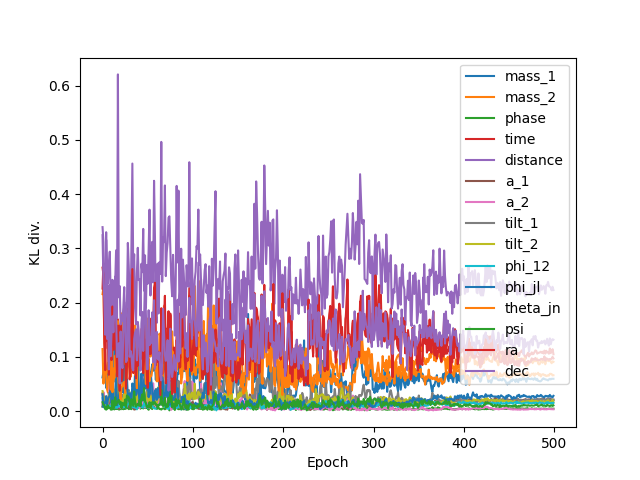 KL div.
0.6
0.5
0.4
0.3
0.2
0.1
0.0
0 100 200 300 400 500
Epoch
mass_1
mass_2
phase
time
distance
a_1
a_2
tilt_1
tilt_2
phi_12
phi_jl
theta_jn
psi
ra
dec